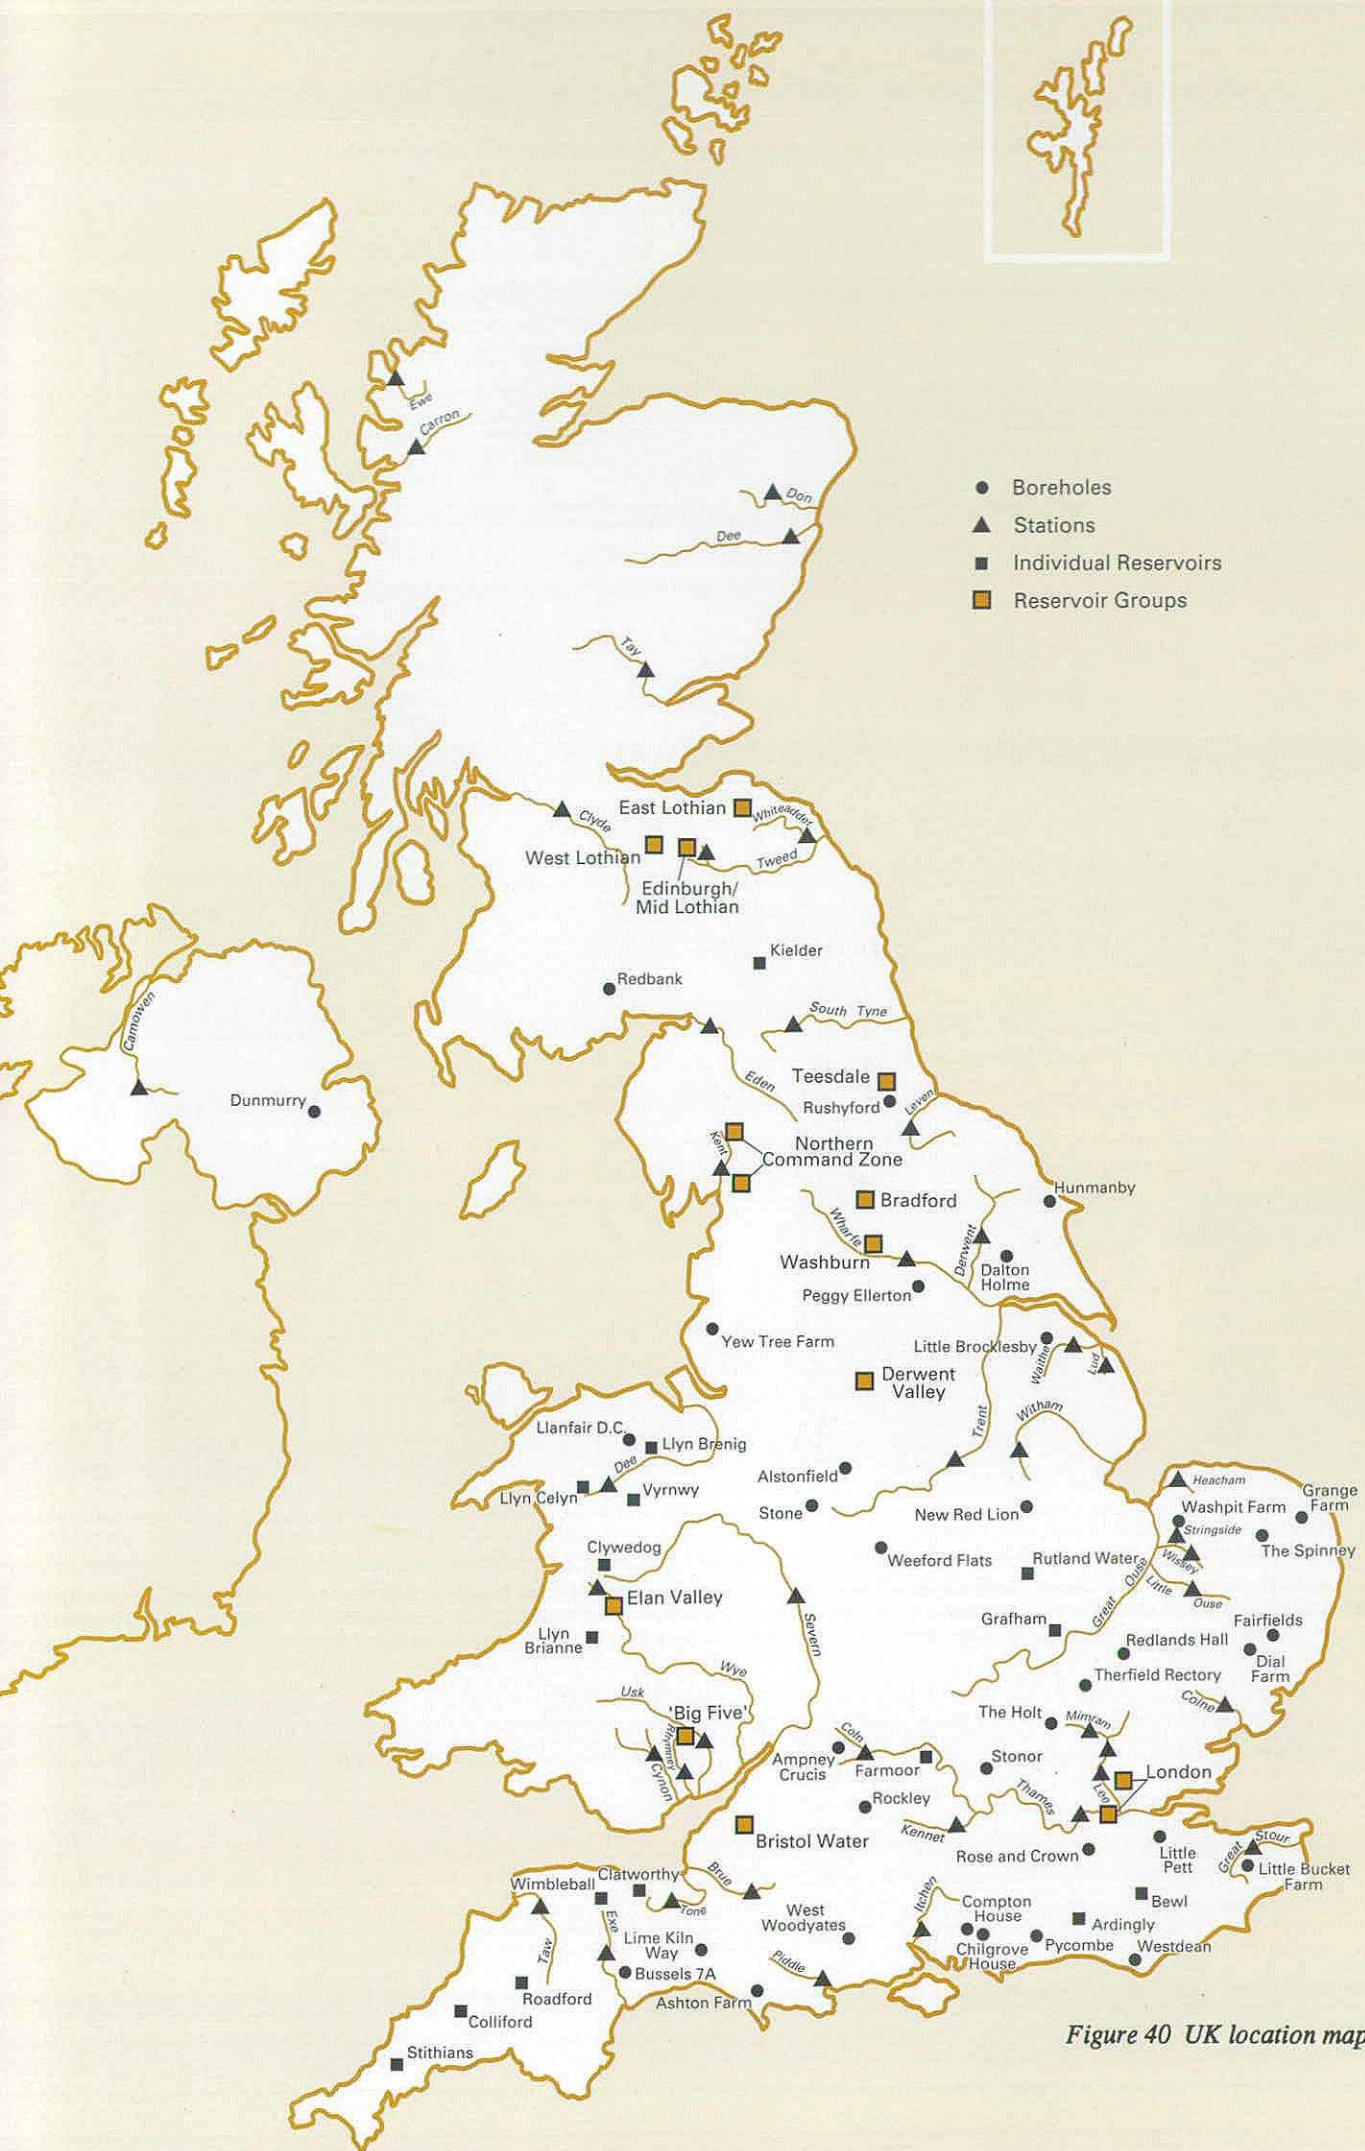 Ewe
Carron
Don
Dee
Tay
Boreholes
Stations
Individual Reservoirs
Reservoir Groups
East Lothian
Whiteadder
Clyde
West Lothian
Tweed
Edinburgh/
Mid Lothian
Kielder
Redbank
South Tyne
Camowen
Dunmurry
Eden
Teesdale
Rushyford
Leven
Kent
Northern
Command Zone
Hunmanby
Bradford
Wharfe
Washburn
Derwent
Dalton
Holme
Peggy Ellerton
Yew Tree Farm
Little Brocklesby
Waithe
Lud
Derwent
Valley
Trent
Witham
Llanfair D.C.
Llyn Brenig
Dee
Llyn Celyn
Vyrnwy
Alstonfield
Stone
New Red Lion
Heacham
Washpit Farm
Grange
Farm
Stringside
The Spinney
Wissey
Weeford Flats
Rutland Water
Little
Ouse
Great Ouse
Clywedog
Elan Valley
Llyn
Brianne
Severn
Grafham
Fairfields
Redlands Hall
Dial
Farm
Therfield Rectory
Colne
Wye
Usk
'Big Five'
Rhymney
Cynon
The Holt
Mimram
Coln
Ampney
Crucis
Farmoor
Stonor
London
Lee
Thames
Rockley
Kennet
Bristol Water
Rose and Crown
Little
Pett
Great Stour
Little Bucket
Farm
Clatworthy
Wimbleball
Brue
Tone
Exe
Taw
Lime Kiln
Way
West
Woodyates
Itchen
Compton
House
Bewl
Ardingly
Chilgrove
House
Pycombe
Westdean
Bussels 7A
Piddle
Ashton Farm
Roadford
Colliford
Stithians
Figure 40 UK location map